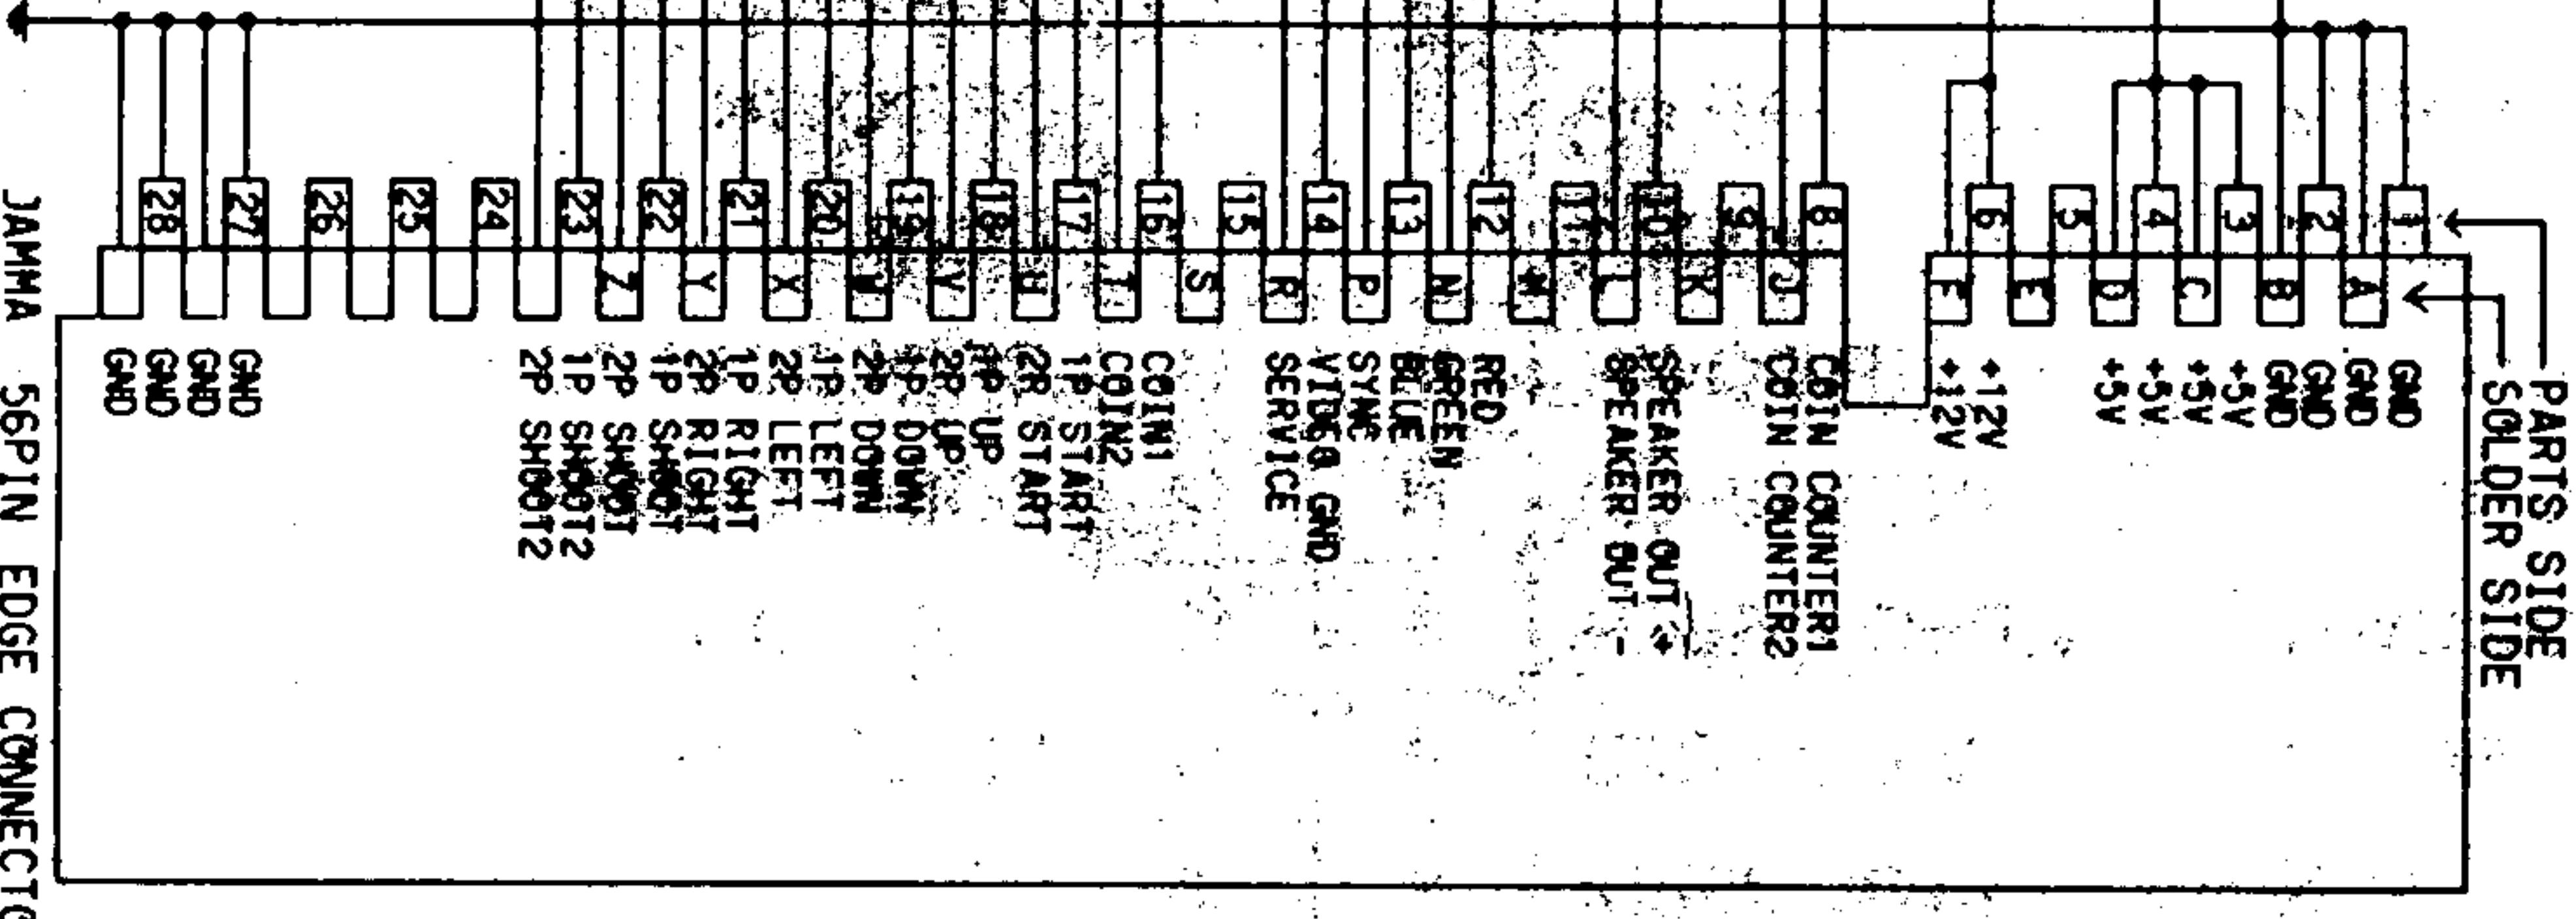 PARTS SIDE
SOLDER SIDE
1
2
3
4
5
6
8
9
10
11
12
13
14
15
16
17
18
19
20
21
22
23
24
25
26
27
28
A
B
C
D
E
F
J
K
L
M
N
P
R
S
T
U
V
W
X
Y
Z
GND
GND
GND
GND
+5V
+5V
+5V
+5V
+12V
+12V
COIN COUNTER1
COIN COUNTER2
SPEAKER OUT +
SPEAKER OUT -
RED
GREEN
BLUE
SYNC
VIDEO GND
SERVICE
COIN1
COIN2
1P START
2P START
1P UP
2P UP
1P DOWN
2P DOWN
1P LEFT
2P LEFT
1P RIGHT
2P RIGHT
1P SHOOT
2P SHOOT
1P SHOOT2
2P SHOOT2
GND
GND
GND
GND
JAMMA 56PIN EDGE CONNECTO